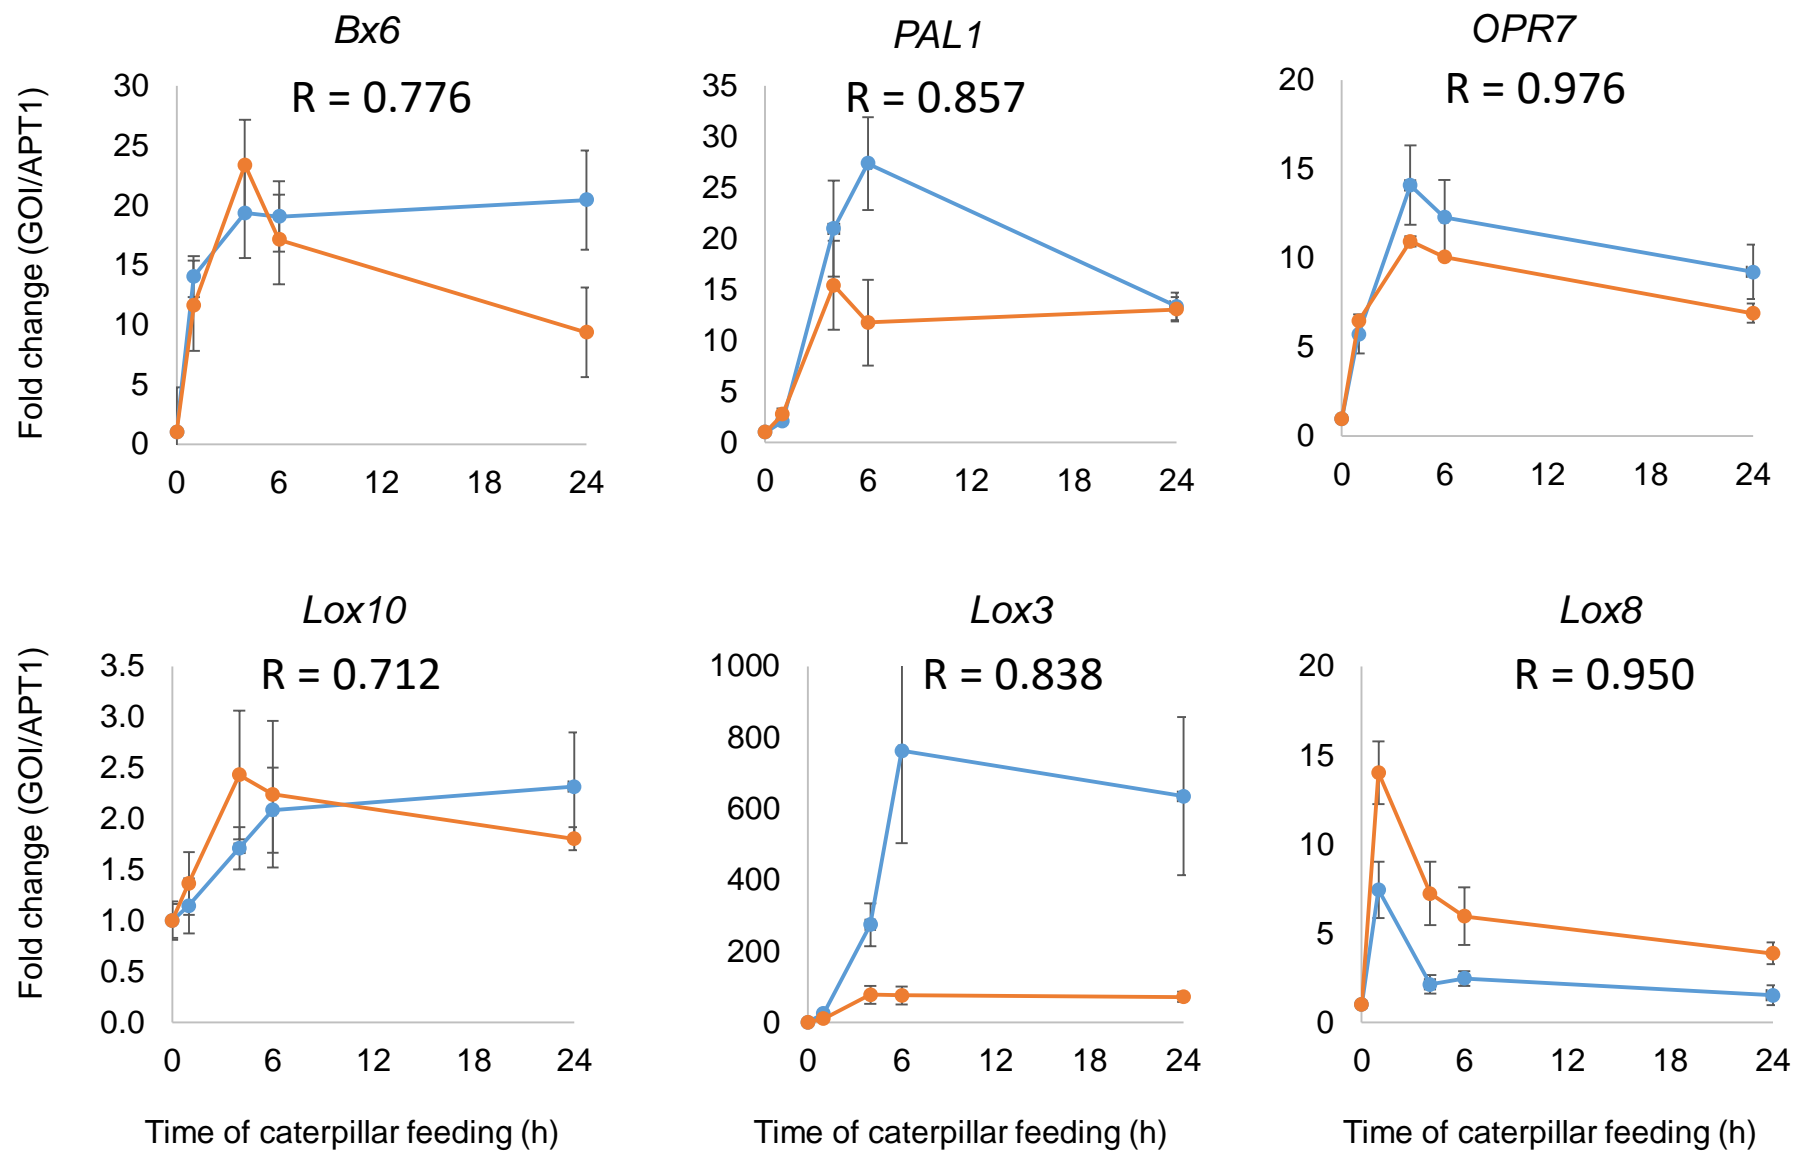 Bx6
PAL1
OPR7
Fold change (GOI/APT1)
R = 0.776
30
25
20
15
10
5
0
0 6 12 18 24
R = 0.857
35
30
25
20
15
10
5
0
0 6 12 18 24
R = 0.976
20
15
10
5
0
0 6 12 18 24
Lox10
Lox3
Lox8
Fold change (GOI/APT1)
R = 0.712
3.5
3.0
2.5
2.0
1.5
1.0
0.5
0.0
0 6 12 18 24
Time of caterpillar feeding (h)
R = 0.838
1000
800
600
400
200
0
0 6 12 18 24
Time of caterpillar feeding (h)
R = 0.950
20
15
10
5
0
0 6 12 18 24
Time of caterpillar feeding (h)